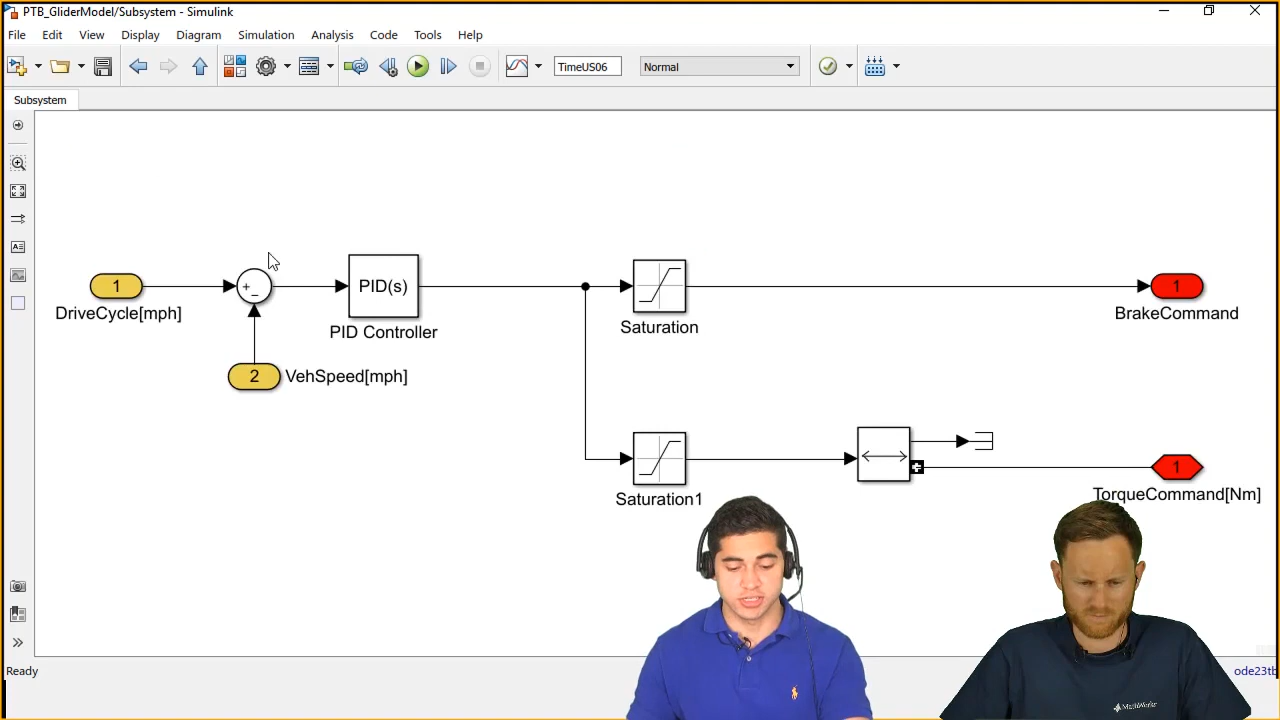 PTB_GliderModel/Subsystem - Simulink
File Edit View Display Diagram Simulation Analysis Code Tools Help
TimeUS06 Normal
Subsystem
1
DriveCycle[mph]
+
-
2 VehSpeed[mph]
PID(s)
PID Controller
Saturation
1
BrakeCommand
Saturation1
1
TorqueCommand[Nm]
MathWorks
Ready
ode23tb